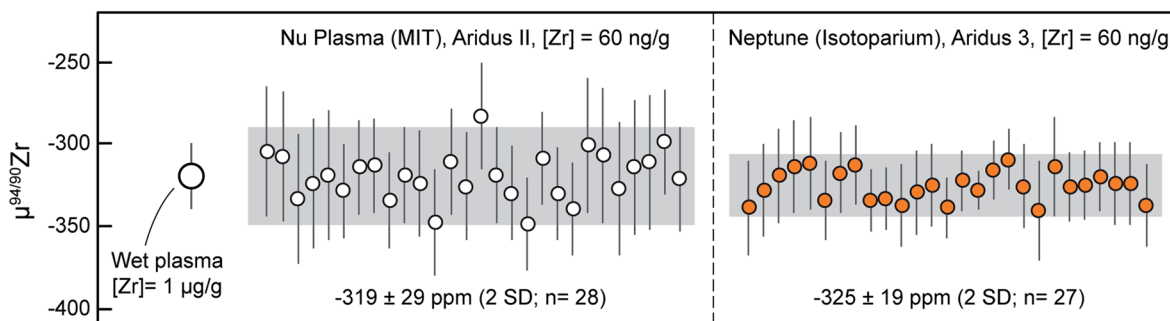 Nu Plasma (MIT), Aridus II, [Zr] = 60 ng/g
Neptune (Isotoparium), Aridus 3, [Zr] = 60 ng/g
-250
-300
-350
-400
μ94/90Zr
Wet plasma
[Zr]= 1 μg/g
-319 ± 29 ppm (2 SD; n= 28)
-325 ± 19 ppm (2 SD; n= 27)